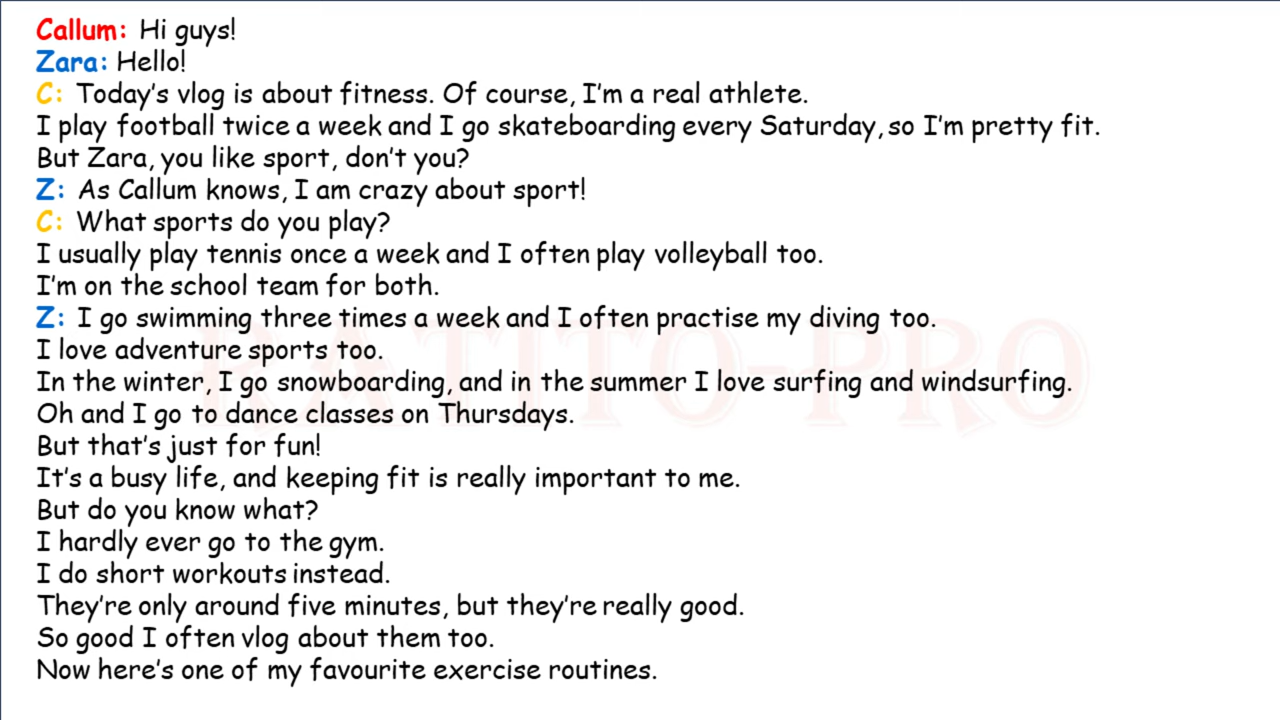 Callum: Hi guys!
Zara: Hello!
C: Today's vlog is about fitness. Of course, I'm a real athlete.
I play football twice a week and I go skateboarding every Saturday, so I'm pretty fit.
But Zara, you like sport, don't you?
Z: As Callum knows, I am crazy about sport!
C: What sports do you play?
I usually play tennis once a week and I often play volleyball too.
I'm on the school team for both.
Z: I go swimming three times a week and I often practise my diving too.
I love adventure sports too.
In the winter, I go snowboarding, and in the summer I love surfing and windsurfing.
Oh and I go to dance classes on Thursdays.
But that's just for fun!
It's a busy life, and keeping fit is really important to me.
But do you know what?
I hardly ever go to the gym.
I do short workouts instead.
They're only around five minutes, but they're really good.
So good I often vlog about them too.
Now here's one of my favourite exercise routines.
RATITO-PRO